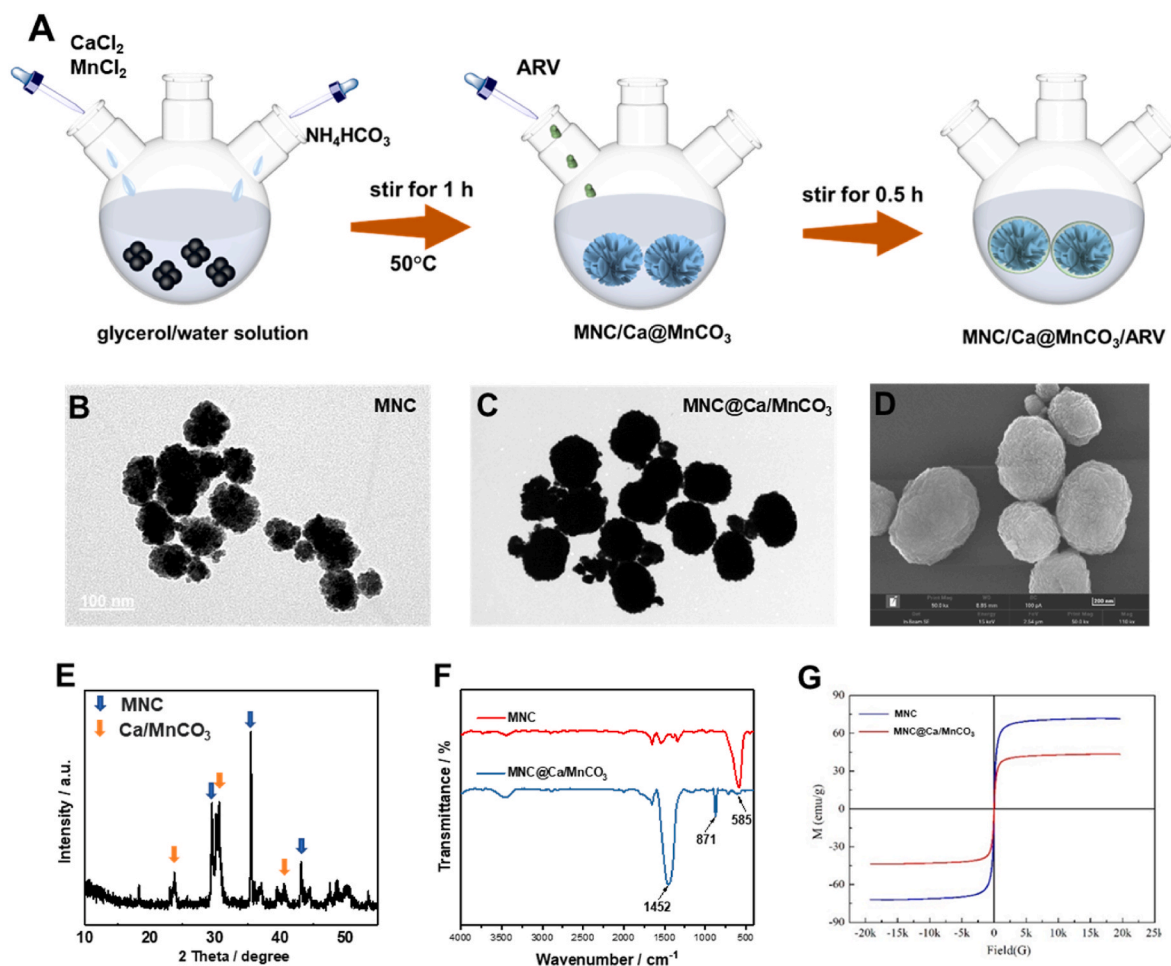 A
CaCl₂
MnCl₂
NH₄HCO₃
glycerol/water solution
stir for 1 h
50°C
ARV
MNC/Ca@MnCO₃
stir for 0.5 h
MNC/Ca@MnCO₃/ARV
B
MNC
100 nm
C
MNC@Ca/MnCO₃
D
200 nm
E
MNC
Ca/MnCO₃
Intensity / a.u.
10 20 30 40 50
2 Theta / degree
F
MNC
MNC@Ca/MnCO₃
585
871
1452
Transmittance / %
4000 3500 3000 2500 2000 1500 1000 500
Wavenumber / cm⁻¹
G
MNC
MNC@Ca/MnCO₃
M (emu/g)
90
60
30
0
-30
-60
-90
-20k -15k -10k -5k 0 5k 10k 15k 20k 25k
Field(G)